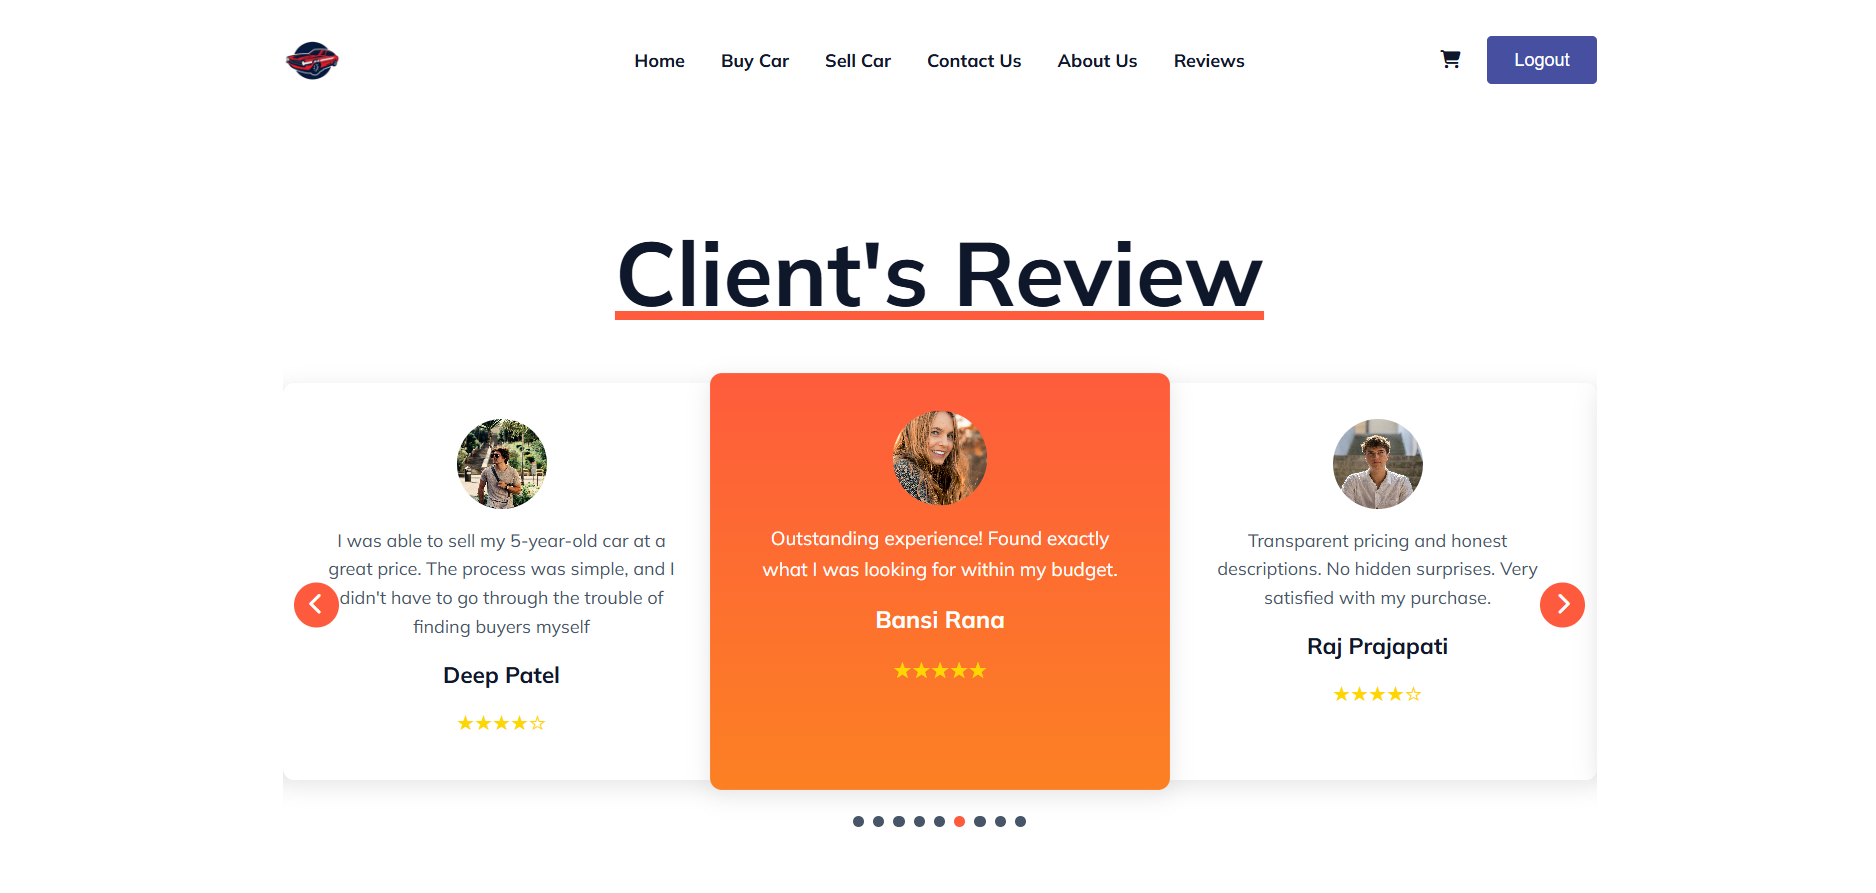 Home Buy Car Sell Car Contact Us About Us Reviews Logout
Client's Review
I was able to sell my 5-year-old car at a
great price. The process was simple, and I
didn't have to go through the trouble of
finding buyers myself
Deep Patel
★★★★☆
Outstanding experience! Found exactly
what I was looking for within my budget.
Bansi Rana
★★★★★
Transparent pricing and honest
descriptions. No hidden surprises. Very
satisfied with my purchase.
Raj Prajapati
★★★★☆